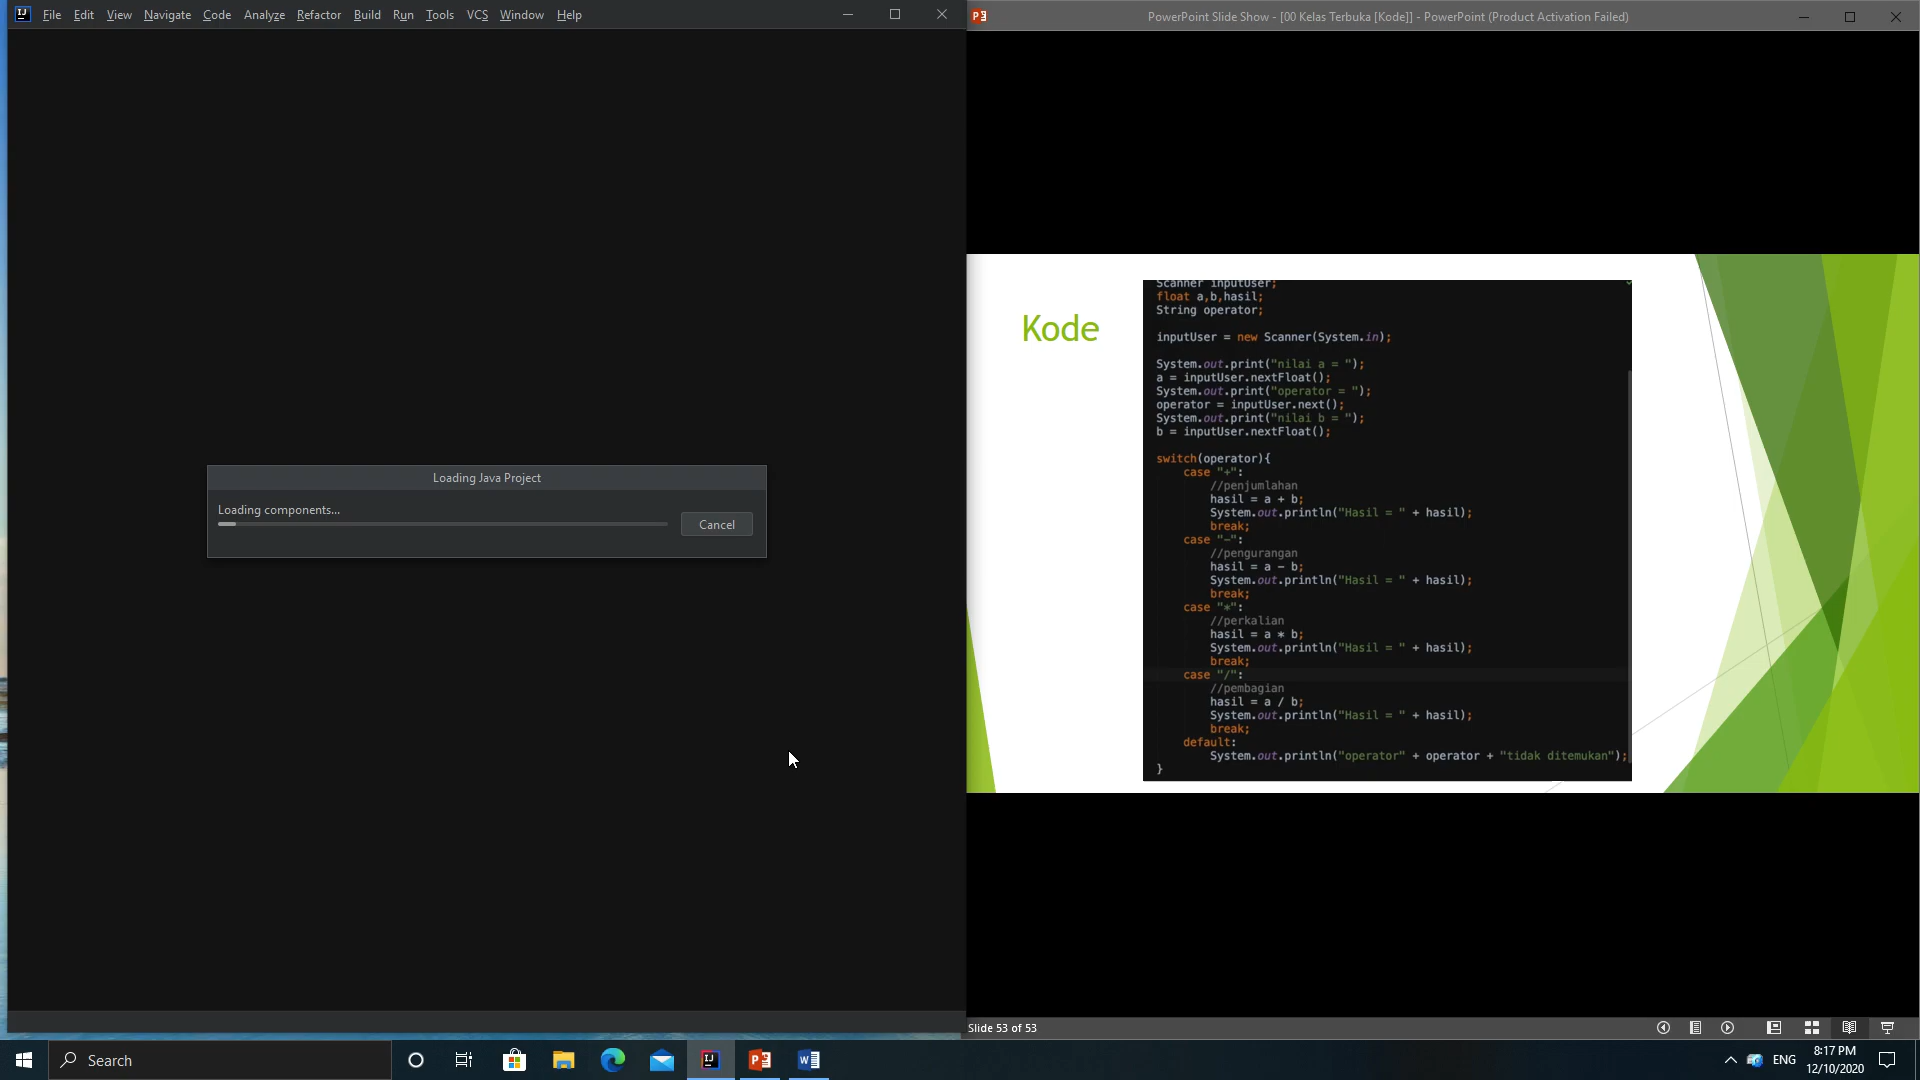 File Edit View Navigate Code Analyze Refactor Build Run Tools VCS Window Help
Loading Java Project
Loading components...
Cancel
PowerPoint Slide Show - [00 Kelas Terbuka [Kode]] - PowerPoint (Product Activation Failed)
Kode
Scanner inputUser;
float a,b,hasil;
String operator;
inputUser = new Scanner(System.in);
System.out.print("nilai a = ");
a = inputUser.nextFloat();
System.out.print("operator = ");
operator = inputUser.next();
System.out.print("nilai b = ");
b = inputUser.nextFloat();
switch(operator){
case "+":
//penjumlahan
hasil = a + b;
System.out.println("Hasil = " + hasil);
break;
case "-":
//pengurangan
hasil = a - b;
System.out.println("Hasil = " + hasil);
break;
case "*":
//perkalian
hasil = a * b;
System.out.println("Hasil = " + hasil);
break;
case "/":
//pembagian
hasil = a / b;
System.out.println("Hasil = " + hasil);
break;
default:
System.out.println("operator" + operator + "tidak ditemukan");
}
Slide 53 of 53
Search
ENG
8:17 PM
12/10/2020